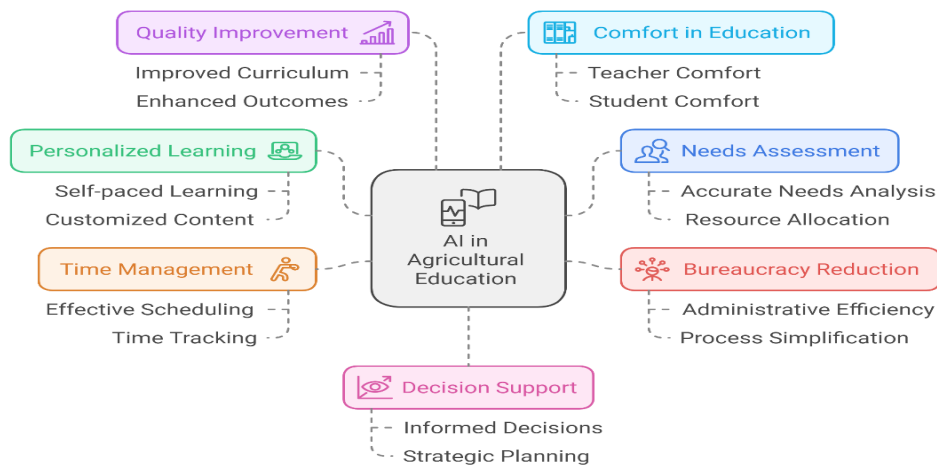 Quality Improvement
Improved Curriculum
Enhanced Outcomes
Comfort in Education
Teacher Comfort
Student Comfort
Personalized Learning
Self-paced Learning
Customized Content
Needs Assessment
Accurate Needs Analysis
Resource Allocation
AI in
Agricultural
Education
Time Management
Effective Scheduling
Time Tracking
Bureaucracy Reduction
Administrative Efficiency
Process Simplification
Decision Support
Informed Decisions
Strategic Planning